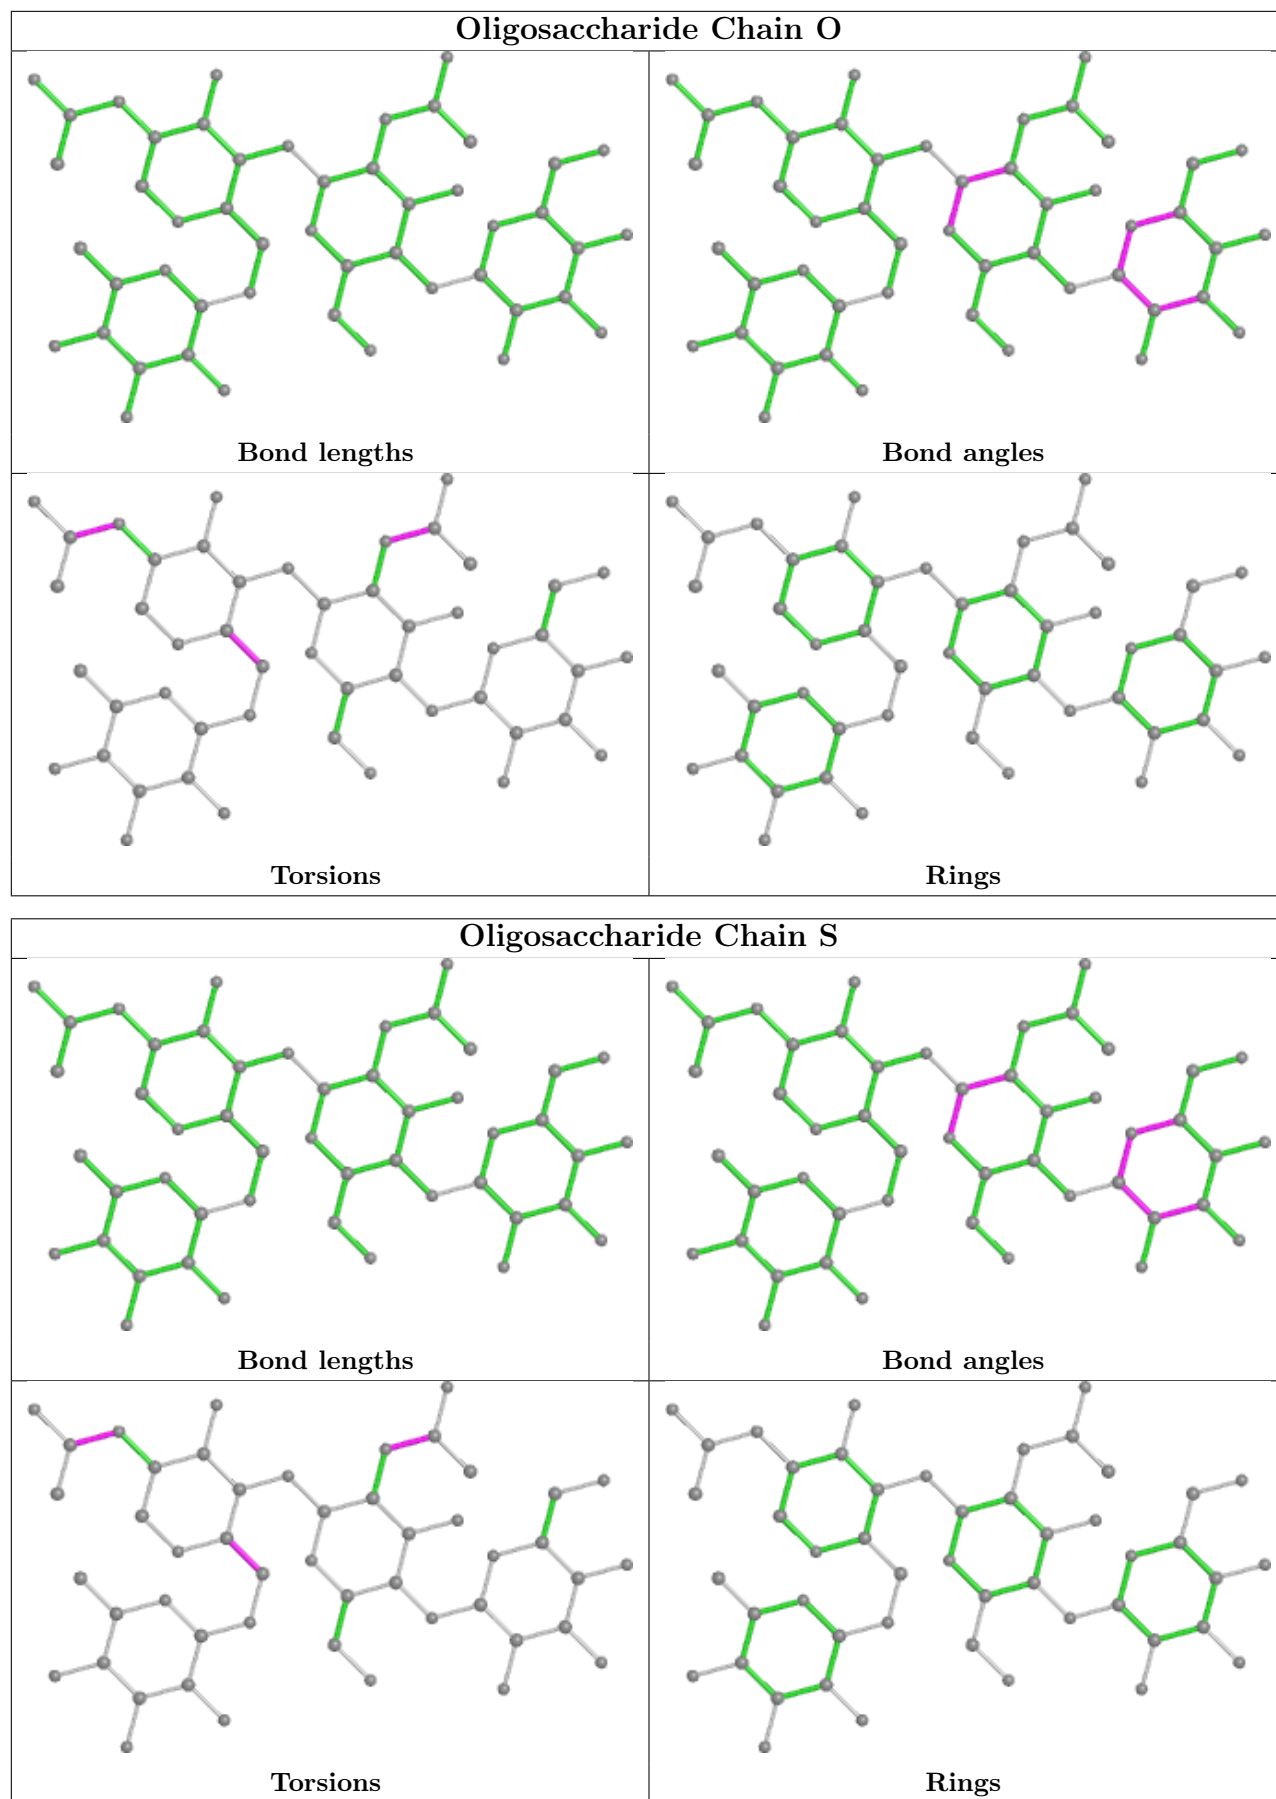 Oligosaccharide Chain O
Bond lengths
Bond angles
Torsions
Rings
Oligosaccharide Chain S
Bond lengths
Bond angles
Torsions
Rings